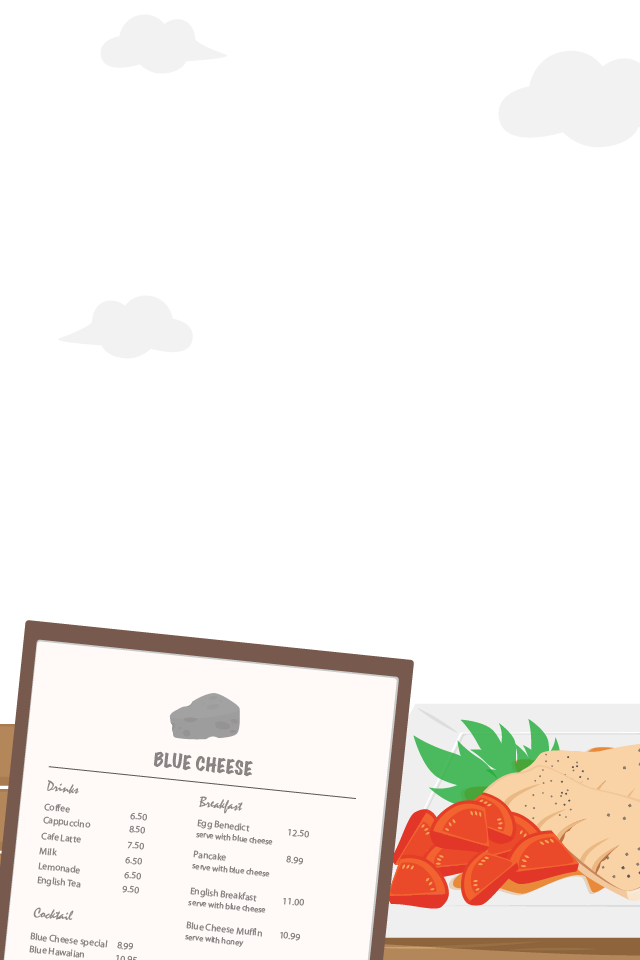 BLUE CHEESE
Drinks
Coffee 6.50
Cappuccino 8.50
Cafe Latte 7.50
Milk 6.50
Lemonade 6.50
English Tea 9.50
Cocktail
Blue Cheese special 8.99
Blue Hawaiian 10.95
Breakfast
Egg Benedict 12.50
serve with blue cheese
Pancake 8.99
serve with blue cheese
English Breakfast 11.00
serve with blue cheese
Blue Cheese Muffin 10.99
serve with honey